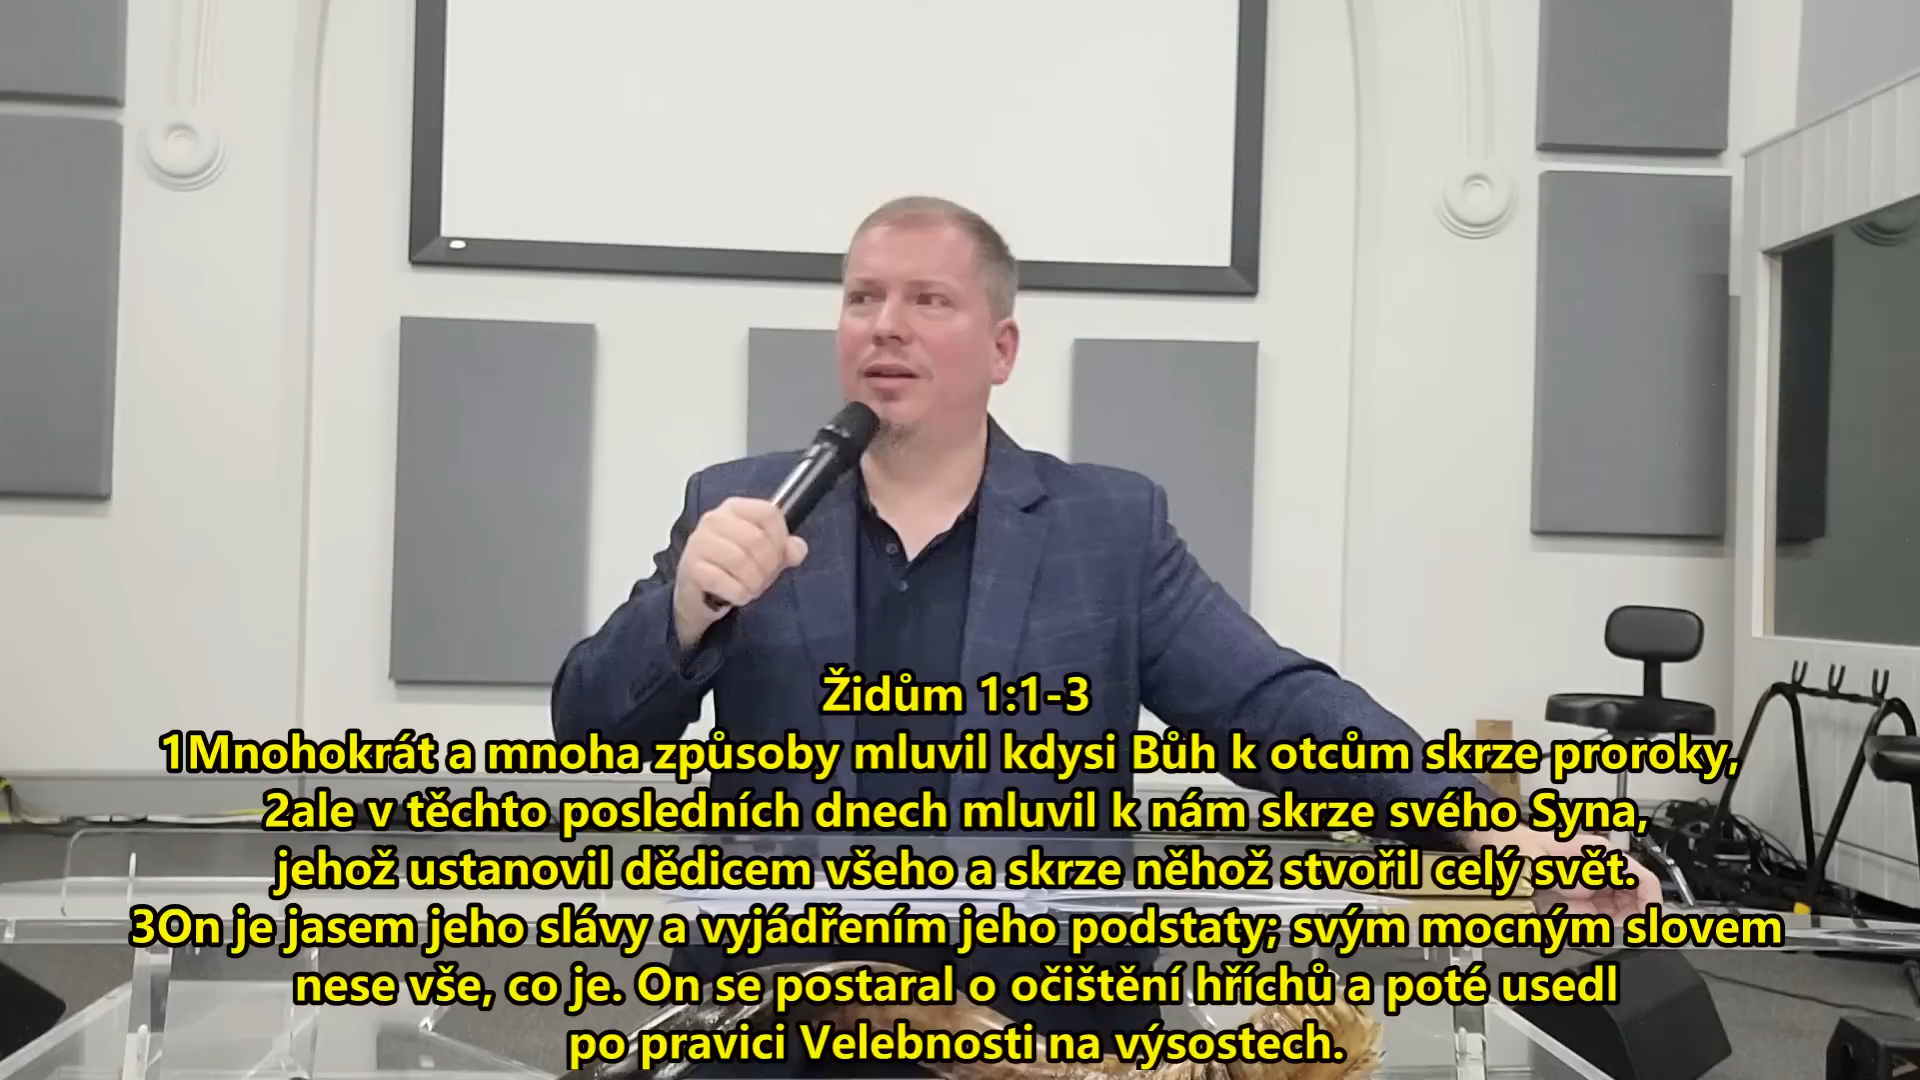 Židům 1:1-3
1Mnohokrát a mnoha způsoby mluvil kdysi Bůh k otcům skrze proroky,
2ale v těchto posledních dnech mluvil k nám skrze svého Syna,
jehož ustanovil dědicem všeho a skrze něhož stvořil celý svět.
3On je jasem jeho slávy a vyjádřením jeho podstaty; svým mocným slovem
nese vše, co je. On se postaral o očištění hříchů a poté usedl
po pravici Velebnosti na výsostech.